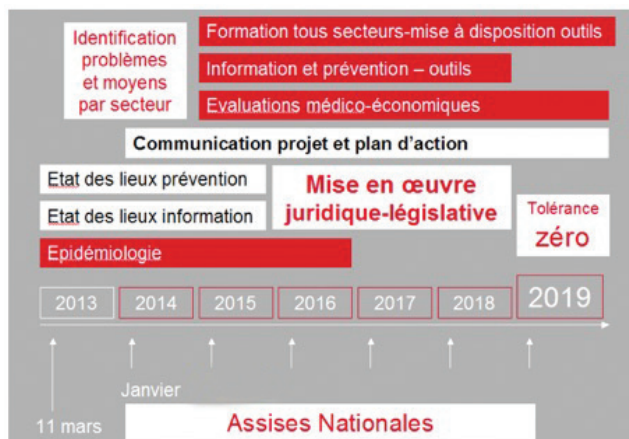 Identification
problèmes
et moyens
par secteur
Formation tous secteurs-mise à disposition outils
Information et prévention – outils
Evaluations médico-économiques
Communication projet et plan d'action
Etat des lieux prévention
Etat des lieux information
Mise en œuvre
juridique-législative
Tolérance
zéro
Epidémiologie
2013 2014 2015 2016 2017 2018 2019
Janvier
11 mars
Assises Nationales